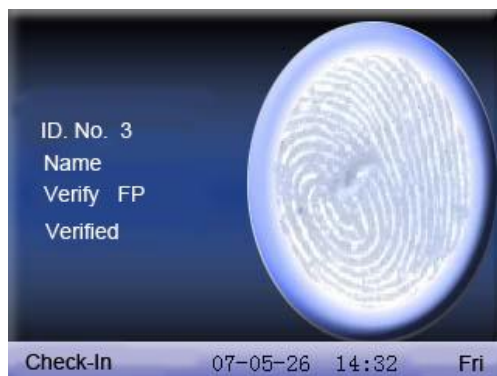 ID. No. 3
Name
Verify FP
Verified
Check-In 07-05-26 14:32 Fri